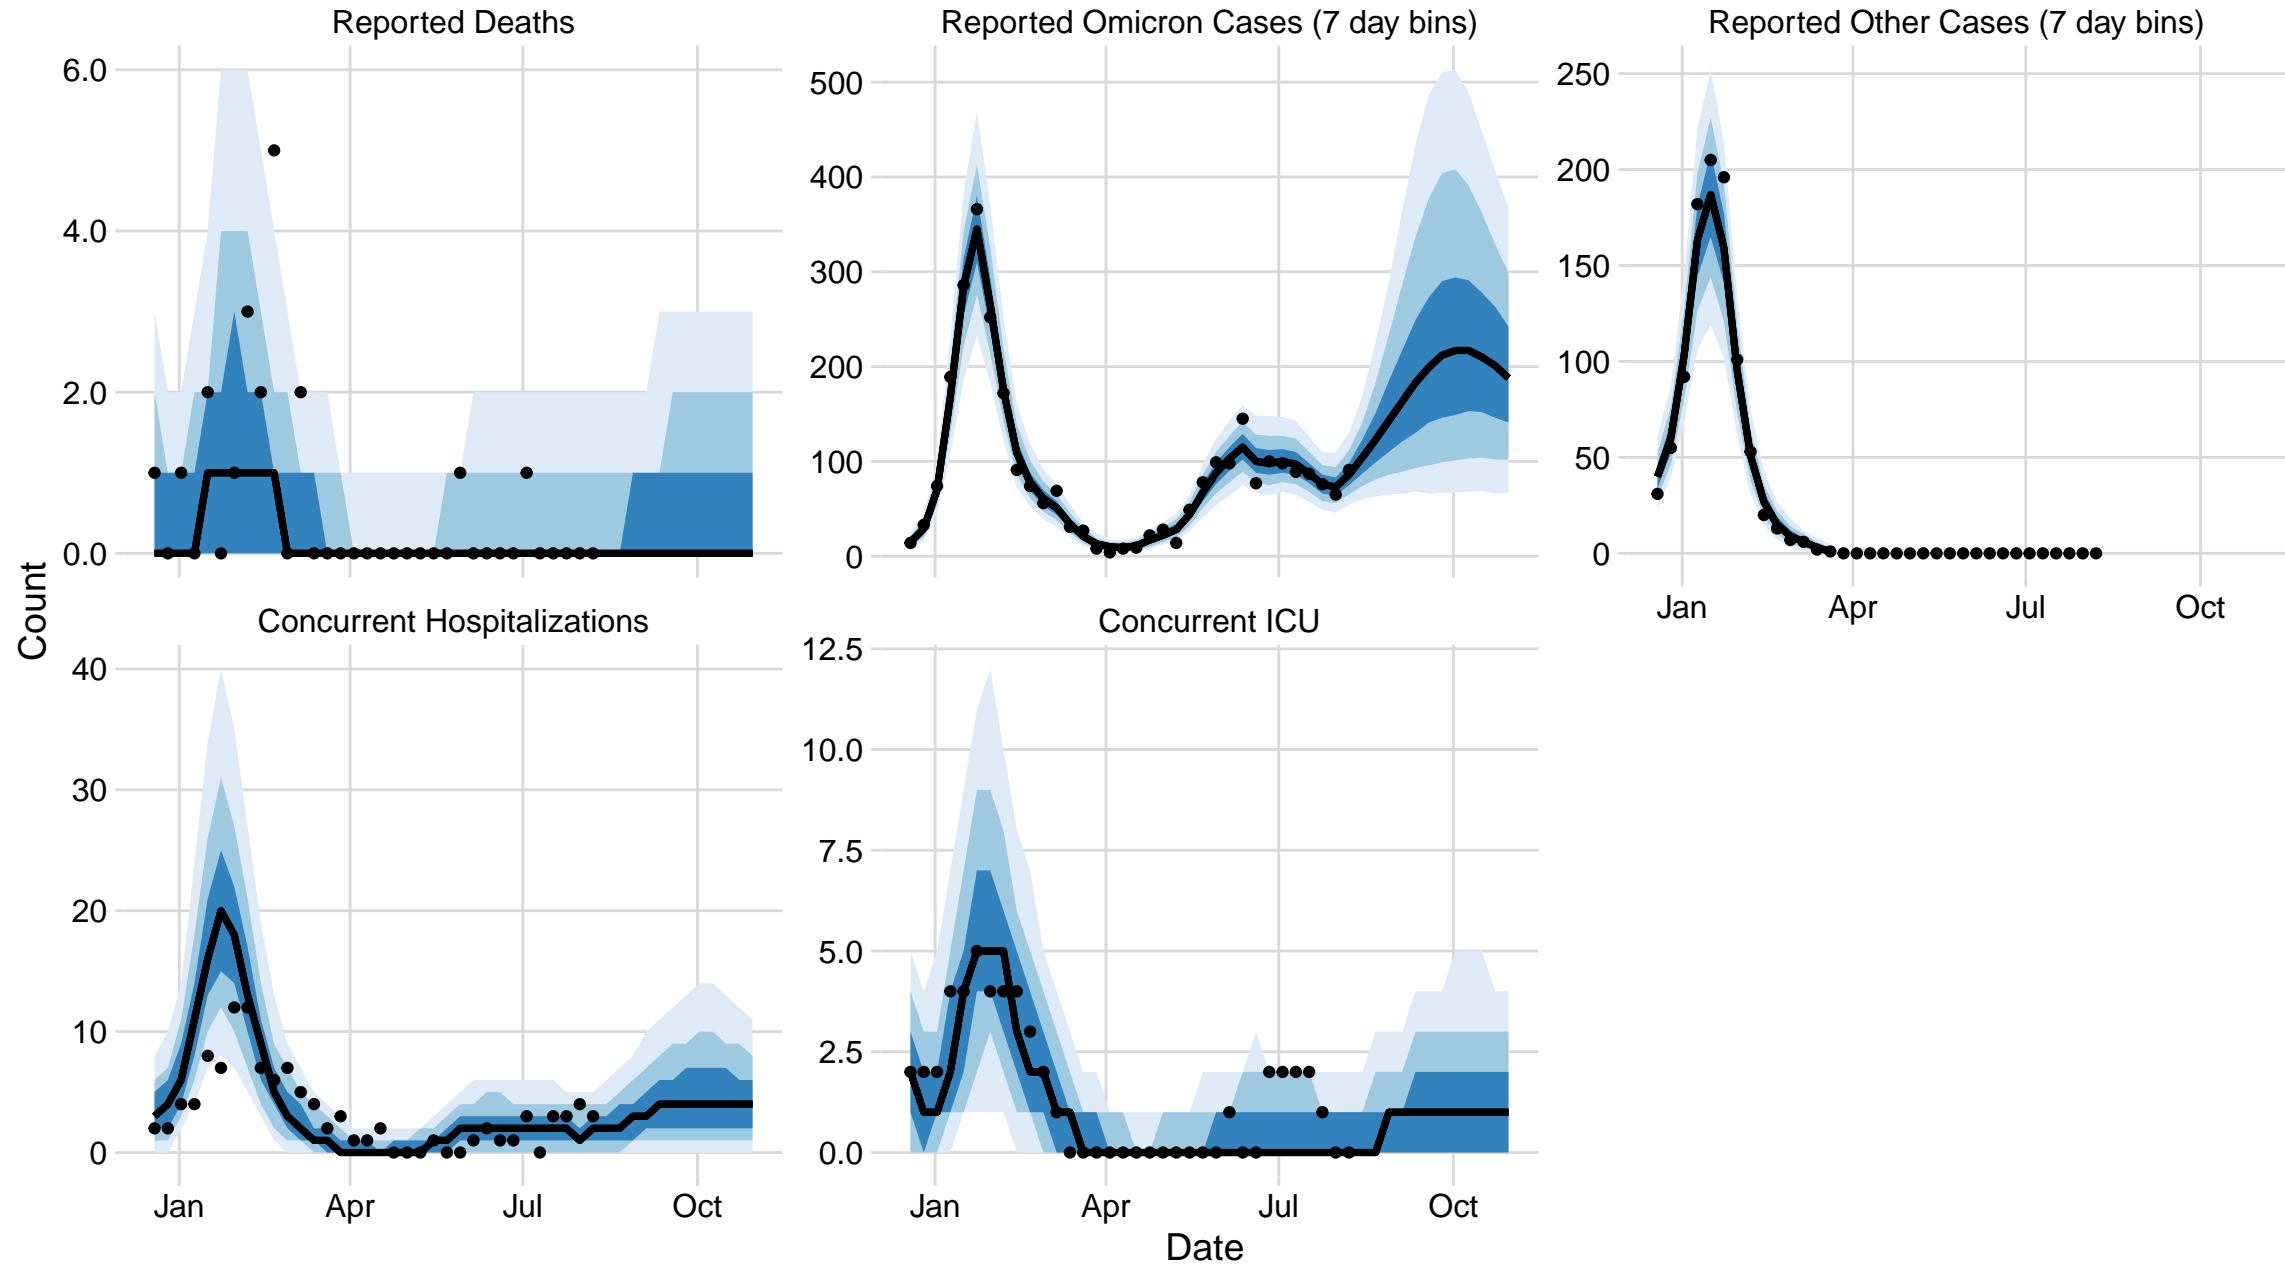 Reported Deaths
Reported Omicron Cases (7 day bins)
Reported Other Cases (7 day bins)
6.0
4.0
2.0
0.0
500
400
300
200
100
0
250
200
150
100
50
0
Jan Apr Jul Oct
Count
Concurrent Hospitalizations
Concurrent ICU
40
30
20
10
0
12.5
10.0
7.5
5.0
2.5
0.0
Jan Apr Jul Oct
Jan Apr Jul Oct
Date